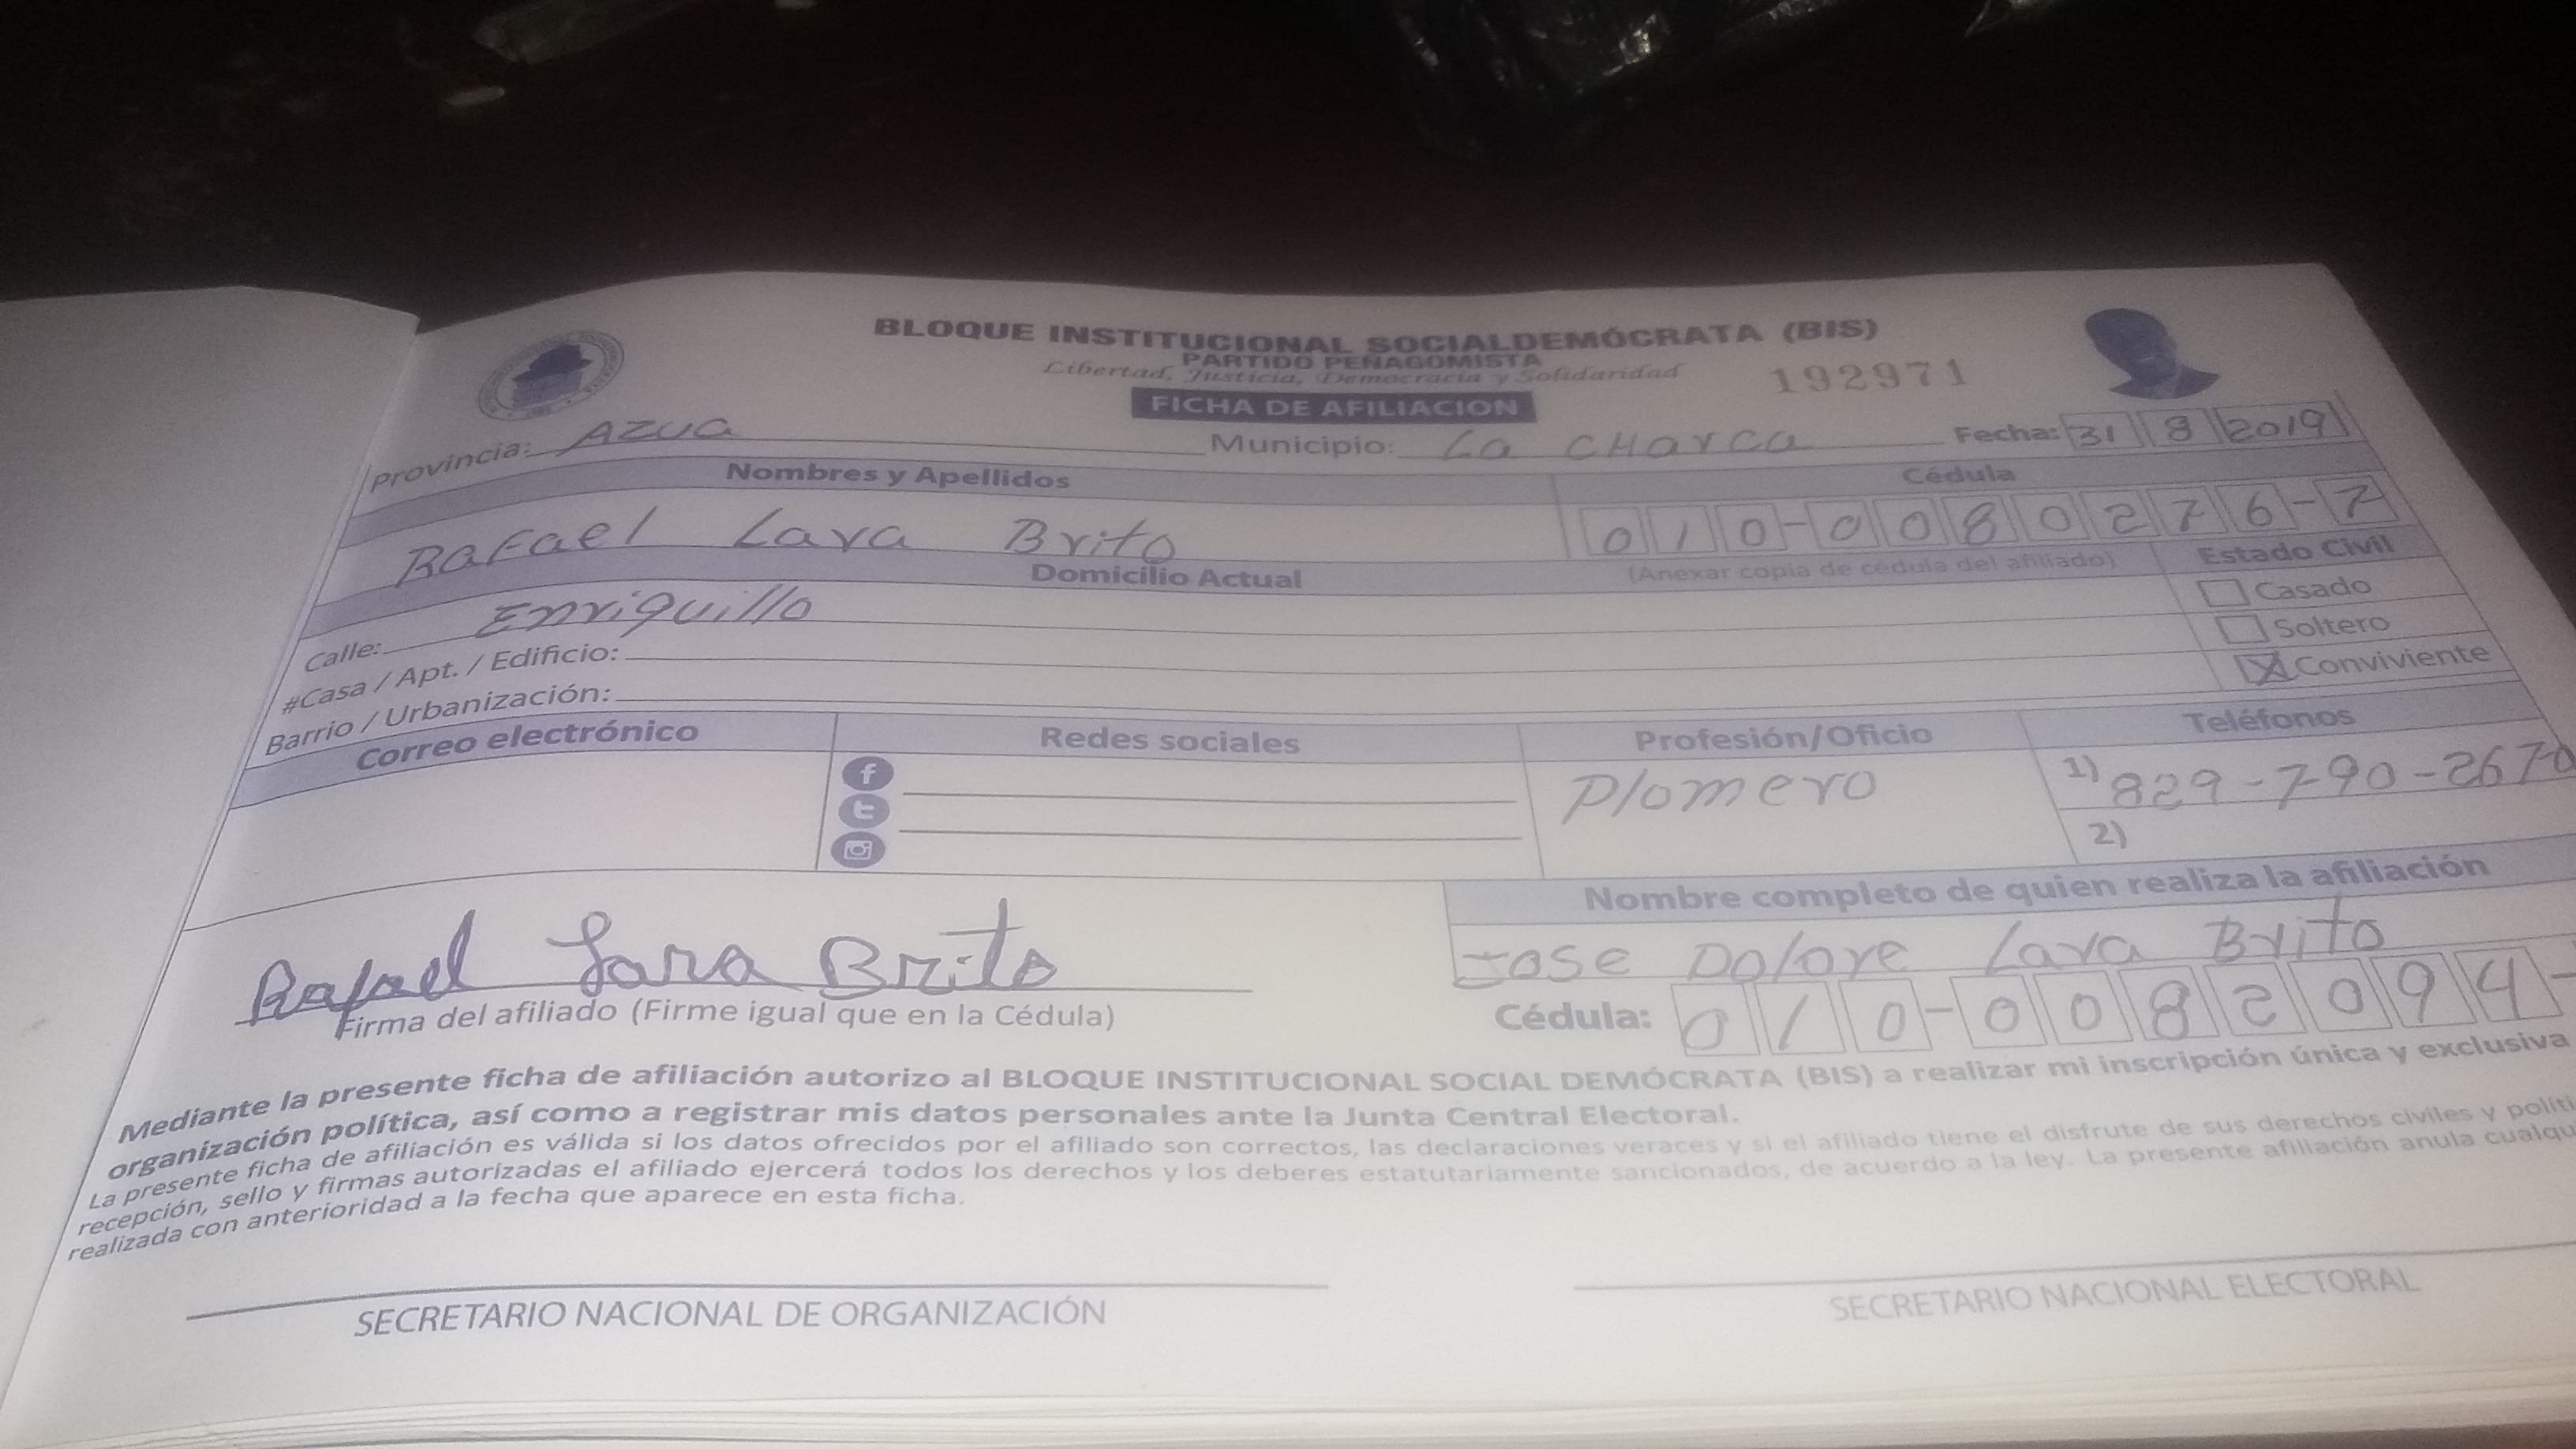 BLOQUE INSTITUCIONAL SOCIALDEMÓCRATA (BIS)
PARTIDO PEÑAGOMISTA
Libertad, Justicia, Democracia y Solidaridad
192971
FICHA DE AFILIACION
Provincia: Azua Municipio: La CHarca Fecha: 31 8 2019
Nombres y Apellidos Cédula
Rafael Lara Brito 010-0080276-7
Domicilio Actual (Anexar copia de cédula del afiliado) Estado Civil
Calle: Enriquillo Casado
#Casa / Apt. / Edificio: Soltero
Barrio / Urbanización: X Conviviente
Correo electrónico Redes sociales Profesión/Oficio Teléfonos
Plomero 1) 829-790-2670
2)
Nombre completo de quien realiza la afiliación
Rafael Lara Brito Jose Dolore Lara Brito
Firma del afiliado (Firme igual que en la Cédula) Cédula: 010-0082094-
Mediante la presente ficha de afiliación autorizo al BLOQUE INSTITUCIONAL SOCIAL DEMÓCRATA (BIS) a realizar mi inscripción única y exclusiva
organización política, así como a registrar mis datos personales ante la Junta Central Electoral.
La presente ficha de afiliación es válida si los datos ofrecidos por el afiliado son correctos, las declaraciones veraces y si el afiliado tiene el disfrute de sus derechos civiles y políti
recepción, sello y firmas autorizadas el afiliado ejercerá todos los derechos y los deberes estatutariamente sancionados, de acuerdo a la ley. La presente afiliación anula cualqu
realizada con anterioridad a la fecha que aparece en esta ficha.
SECRETARIO NACIONAL DE ORGANIZACIÓN SECRETARIO NACIONAL ELECTORAL